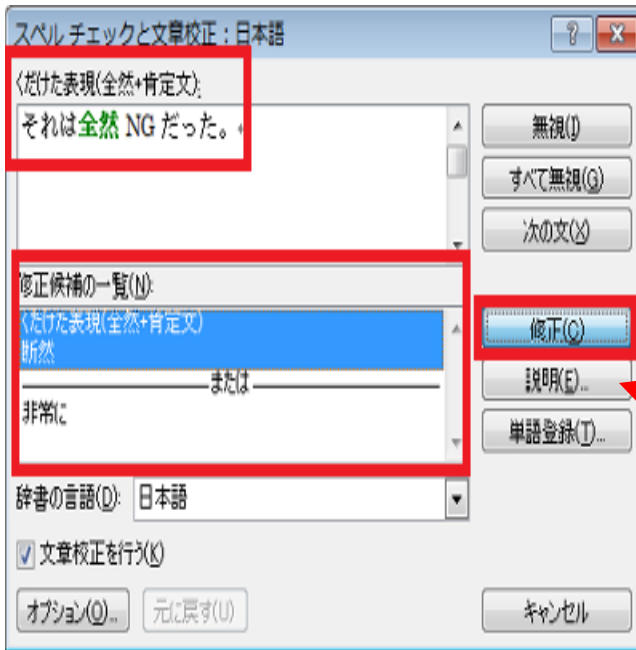 スペル チェックと文章校正：日本語
くだけた表現(全然+肯定文):
それは全然 NG だった。
無視(I)
すべて無視(G)
次の文(X)
修正候補の一覧(N):
くだけた表現(全然+肯定文)
断然
または
非常に
修正(C)
説明(E)...
単語登録(T)...
辞書の言語(D): 日本語
文章校正を行う(K)
オプション(O)... 元に戻す(U) キャンセル